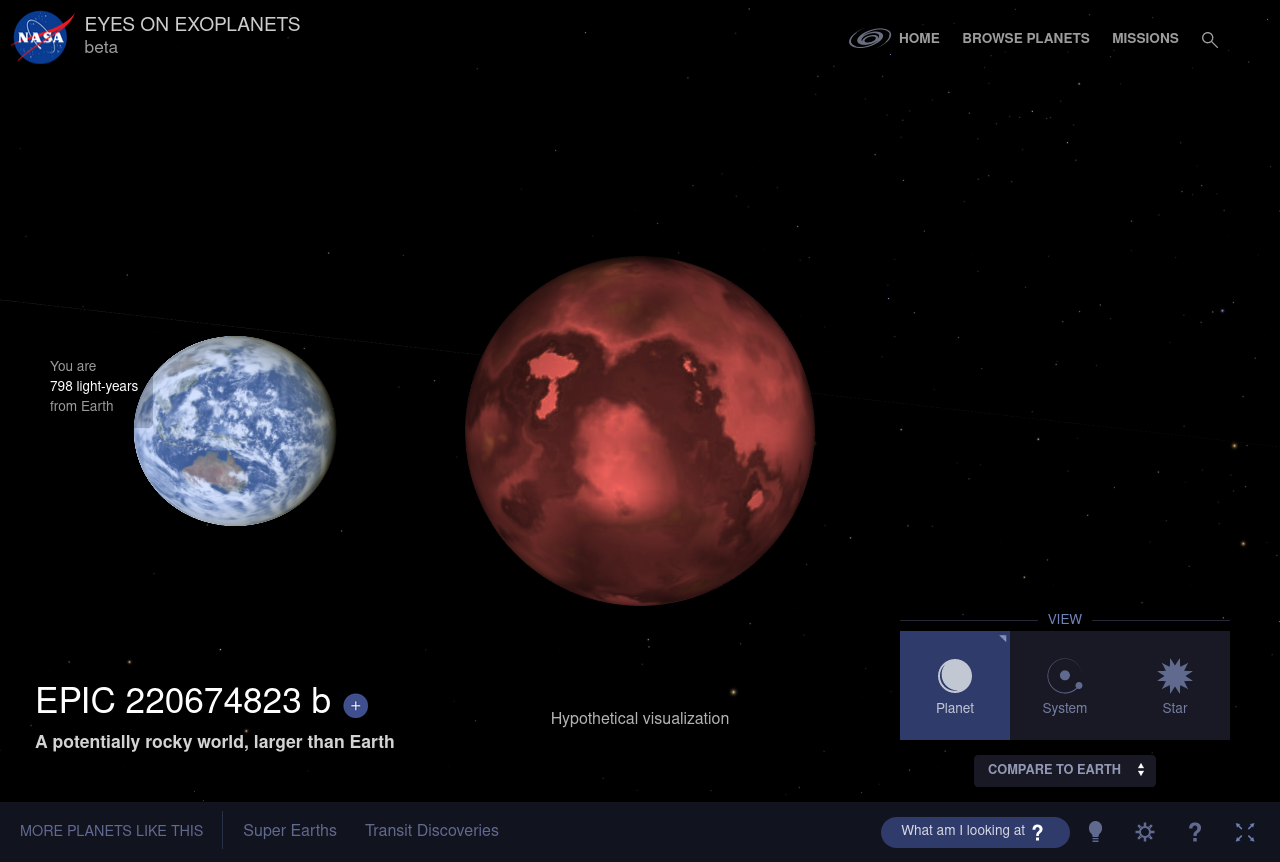 NASA
EYES ON EXOPLANETS
beta
HOME
BROWSE PLANETS
MISSIONS
You are
798 light-years
from Earth
VIEW
Planet
System
Star
EPIC 220674823 b +
A potentially rocky world, larger than Earth
Hypothetical visualization
COMPARE TO EARTH
MORE PLANETS LIKE THIS
Super Earths
Transit Discoveries
What am I looking at ?
?